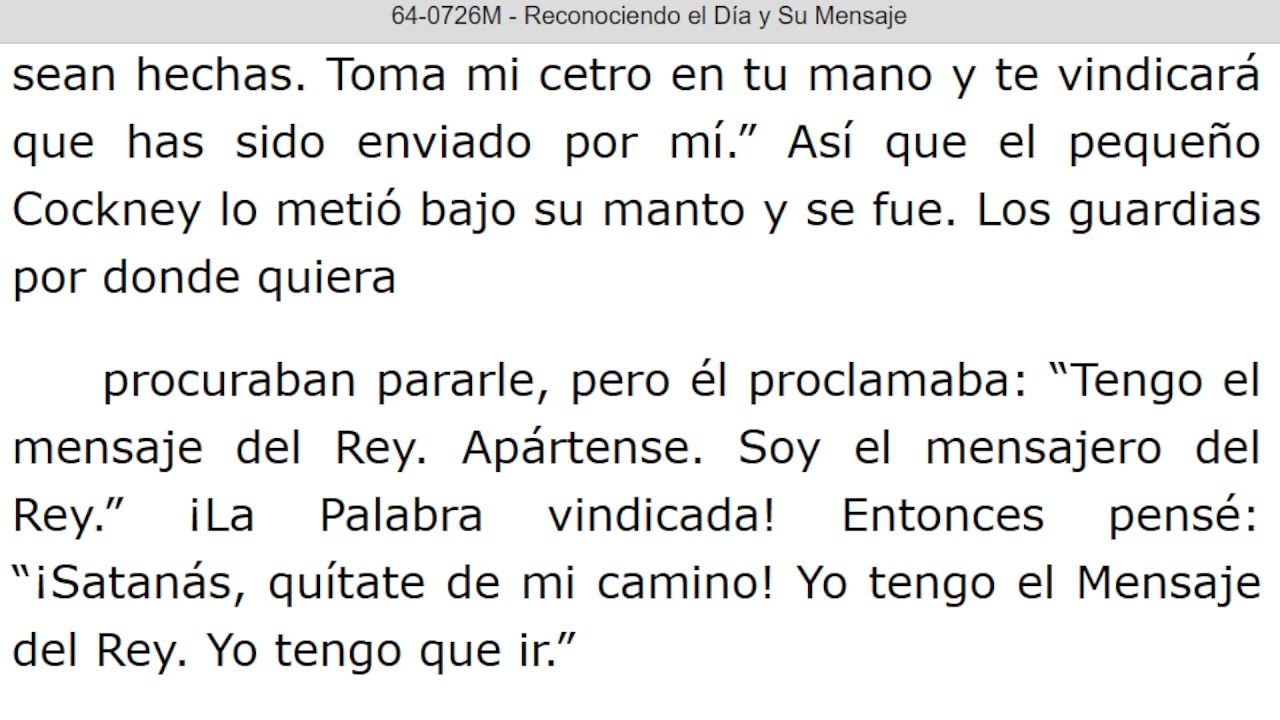 64-0726M - Reconociendo el Día y Su Mensaje
sean hechas. Toma mi cetro en tu mano y te vindicará
que has sido enviado por mí.” Así que el pequeño
Cockney lo metió bajo su manto y se fue. Los guardias
por donde quiera
procuraban pararle, pero él proclamaba: “Tengo el
mensaje del Rey. Apártense. Soy el mensajero del
Rey.” ¡La Palabra vindicada! Entonces pensé:
“¡Satanás, quítate de mi camino! Yo tengo el Mensaje
del Rey. Yo tengo que ir.”